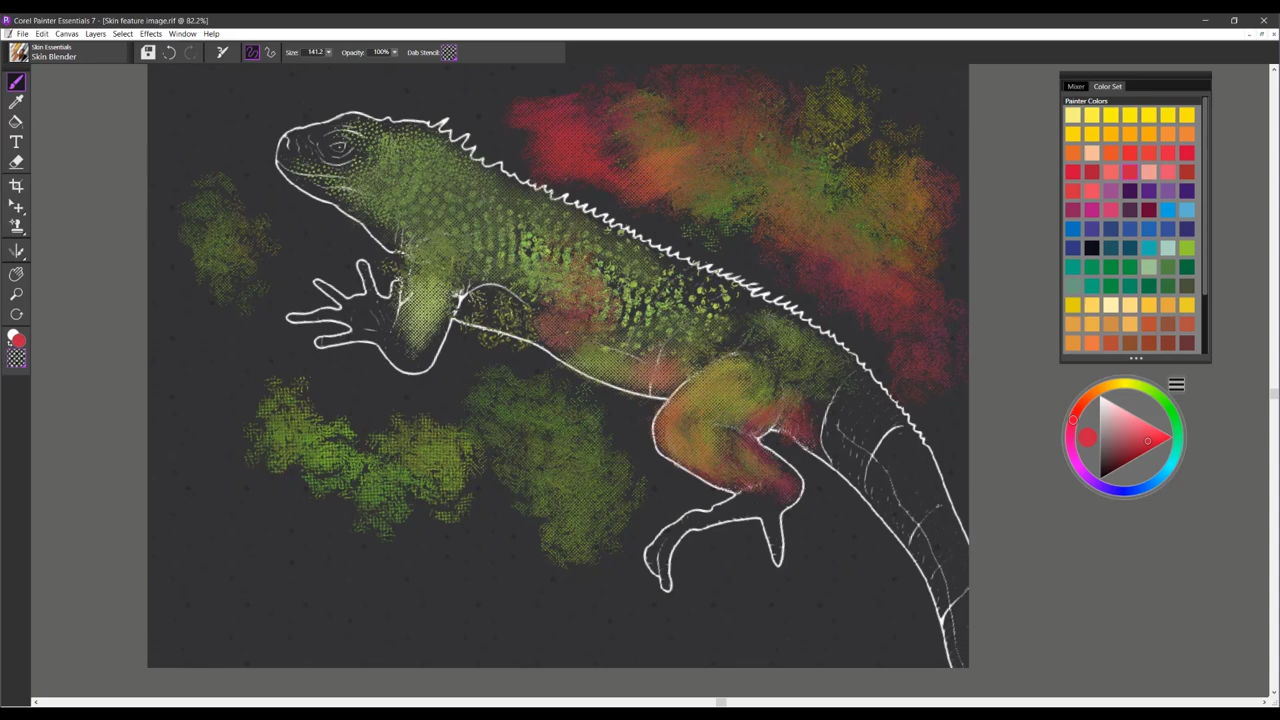 Corel Painter Essentials 7 - [Skin feature image.rif @ 82.2%]
File Edit Canvas Layers Select Effects Window Help
Skin Essentials
Skin Blender
Size: 141.2 Opacity: 100% Dab Stencil:
Mixer Color Set
Painter Colors